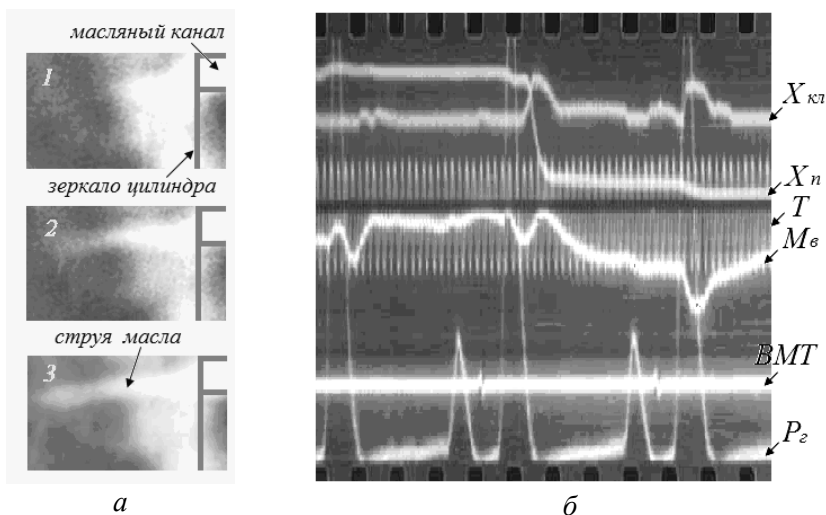 масляный канал
1
зеркало цилиндра
2
струя масла
3
а
X кл
X п
T
M в
ВМТ
P г
б